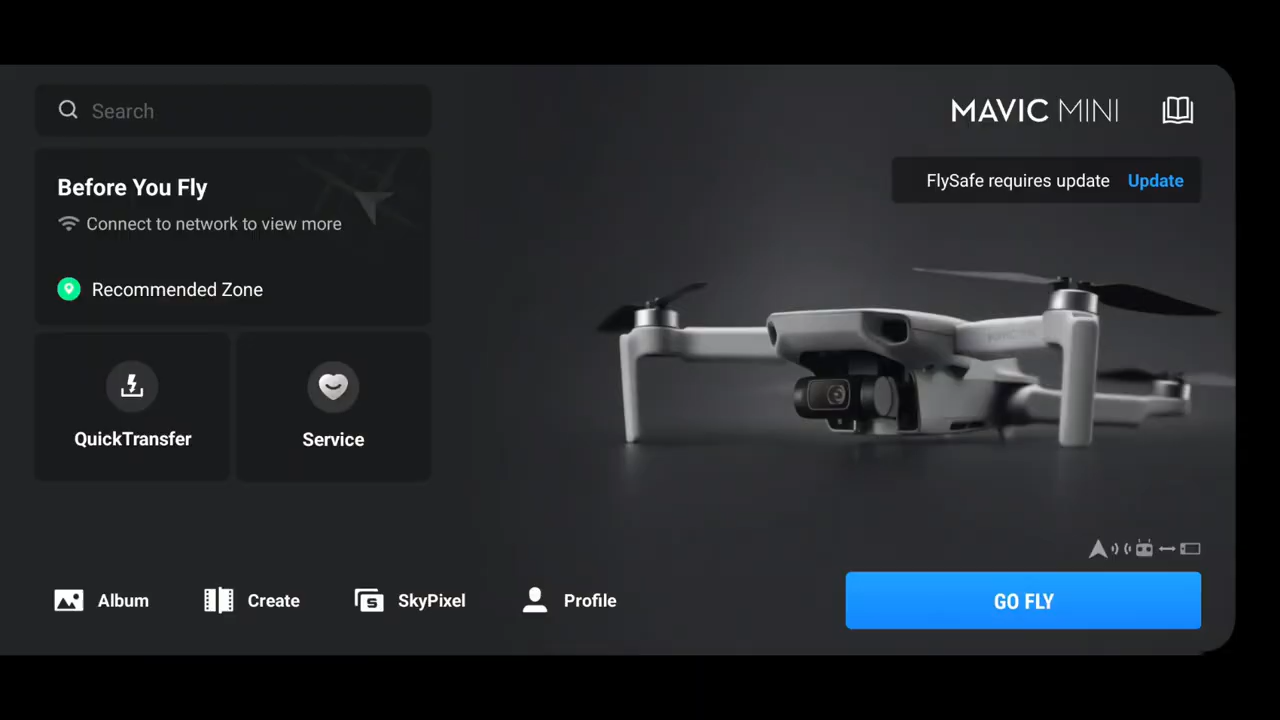 Search
MAVIC MINI
Before You Fly
FlySafe requires update Update
Connect to network to view more
Recommended Zone
QuickTransfer
Service
Album
Create
SkyPixel
Profile
GO FLY